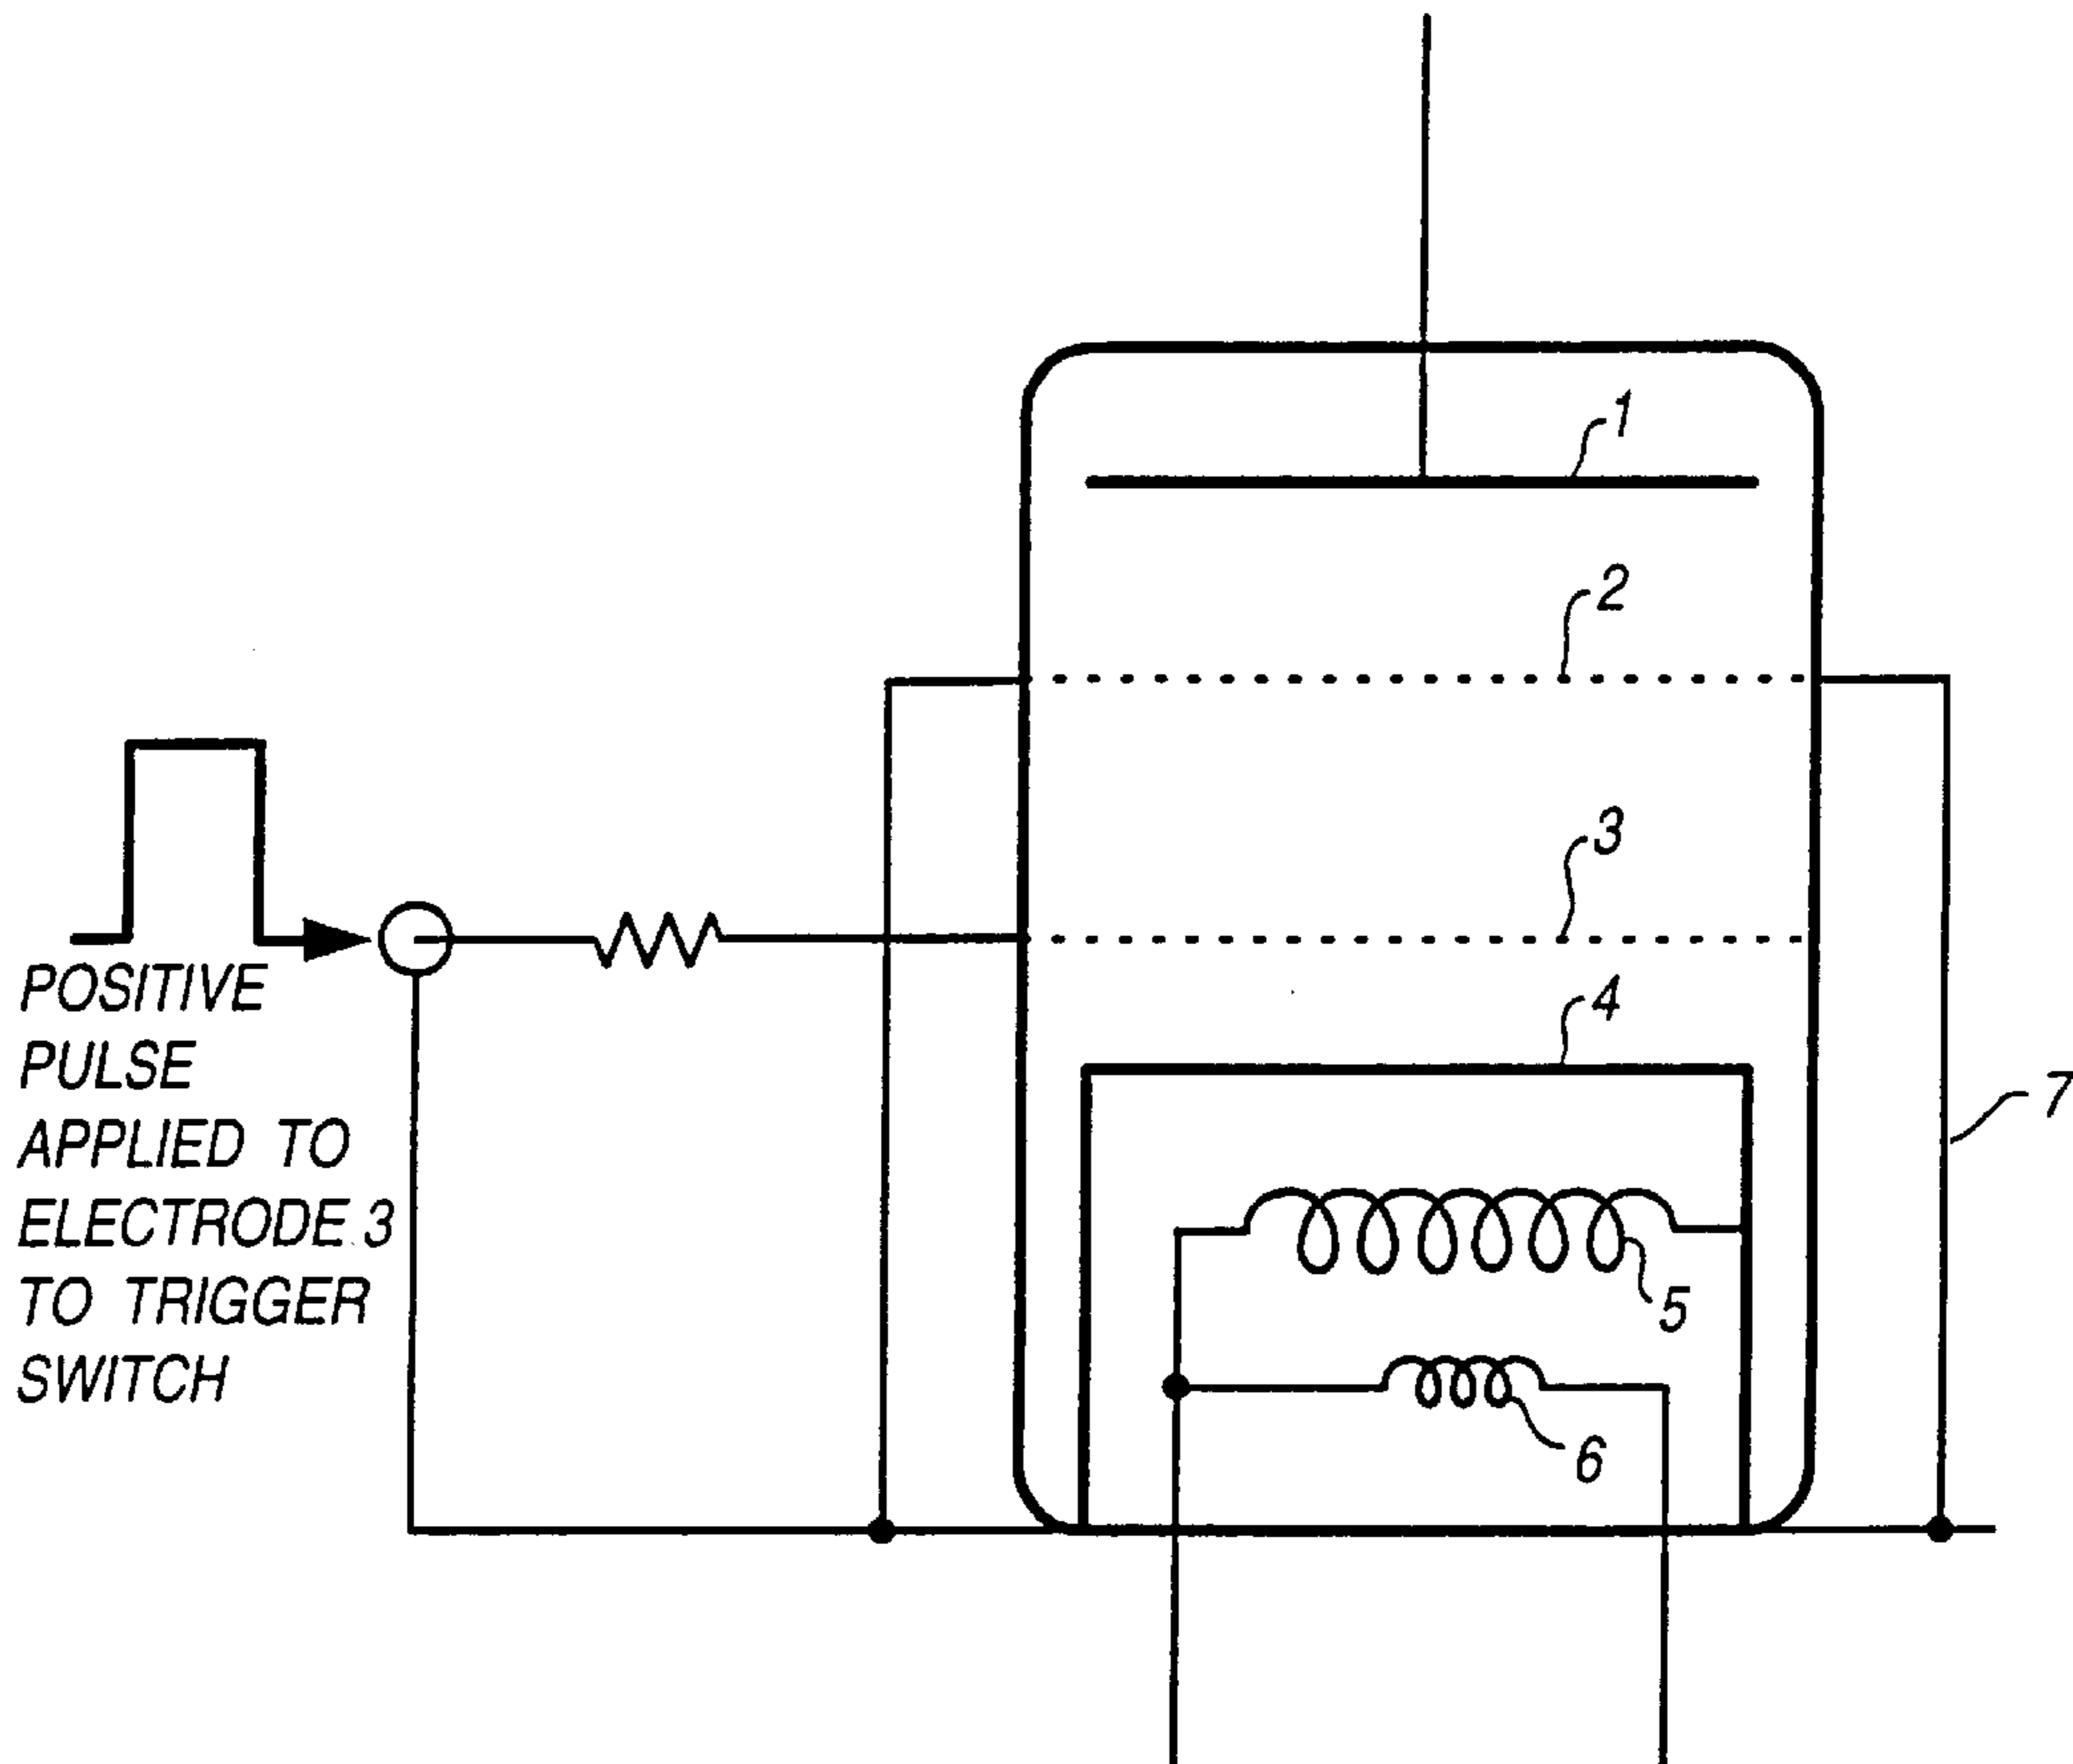 1
2
3
4
5
6
7
POSITIVE
PULSE
APPLIED TO
ELECTRODE 3
TO TRIGGER
SWITCH